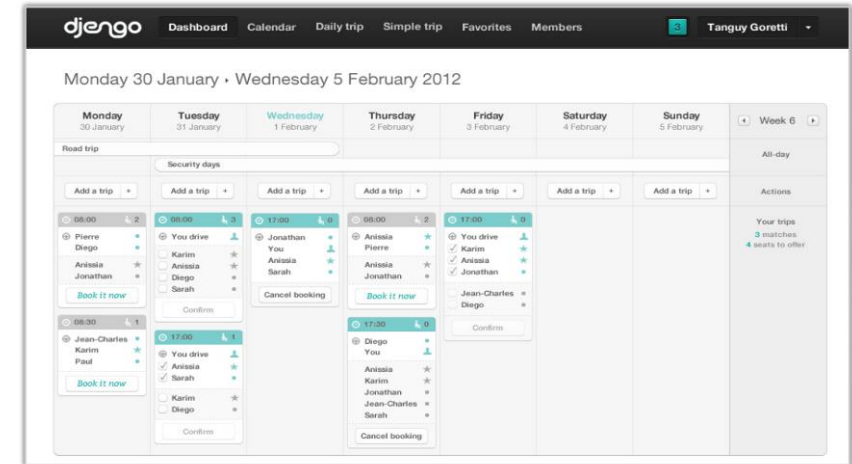 djengo Dashboard Calendar Daily trip Simple trip Favorites Members 3 Tanguy Goretti
Monday 30 January › Wednesday 5 February 2012
Monday Tuesday Wednesday Thursday Friday Saturday Sunday Week 6
30 January 31 January 1 February 2 February 3 February 4 February 5 February
Road trip
All-day
Security days
Add a trip + Add a trip + Add a trip + Add a trip + Add a trip + Add a trip + Add a trip + Actions
08:00 2
Pierre
Diego
Anissia
Jonathan
Book it now
08:30 1
Jean-Charles
Karim
Paul
Book it now
08:00 3
You drive
Karim
Anissia
Diego
Sarah
Confirm
17:00 1
You drive
Anissia
Sarah
Karim
Diego
Confirm
17:00 0
Jonathan
You
Anissia
Sarah
Cancel booking
08:00 2
Anissia
Pierre
Anissia
Jonathan
Book it now
17:30 0
Diego
You
Anissia
Karim
Jonathan
Jean-Charles
Sarah
Cancel booking
17:00 0
You drive
Karim
Anissia
Jonathan
Jean-Charles
Diego
Confirm
Your trips
3 matches
4 seats to offer